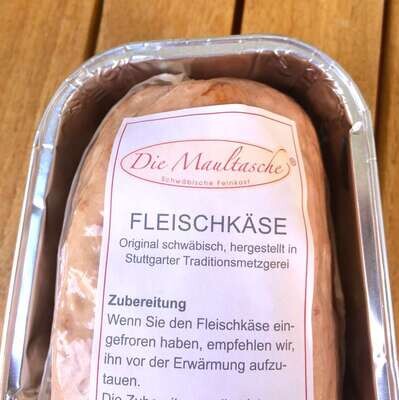 Die Maultasche®
Schwäbische Feinkost
FLEISCHKÄSE
Original schwäbisch, hergestellt in
Stuttgarter Traditionsmetzgerei
Zubereitung
Wenn Sie den Fleischkäse ein-
gefroren haben, empfehlen wir,
ihn vor der Erwärmung aufzu-
tauen.